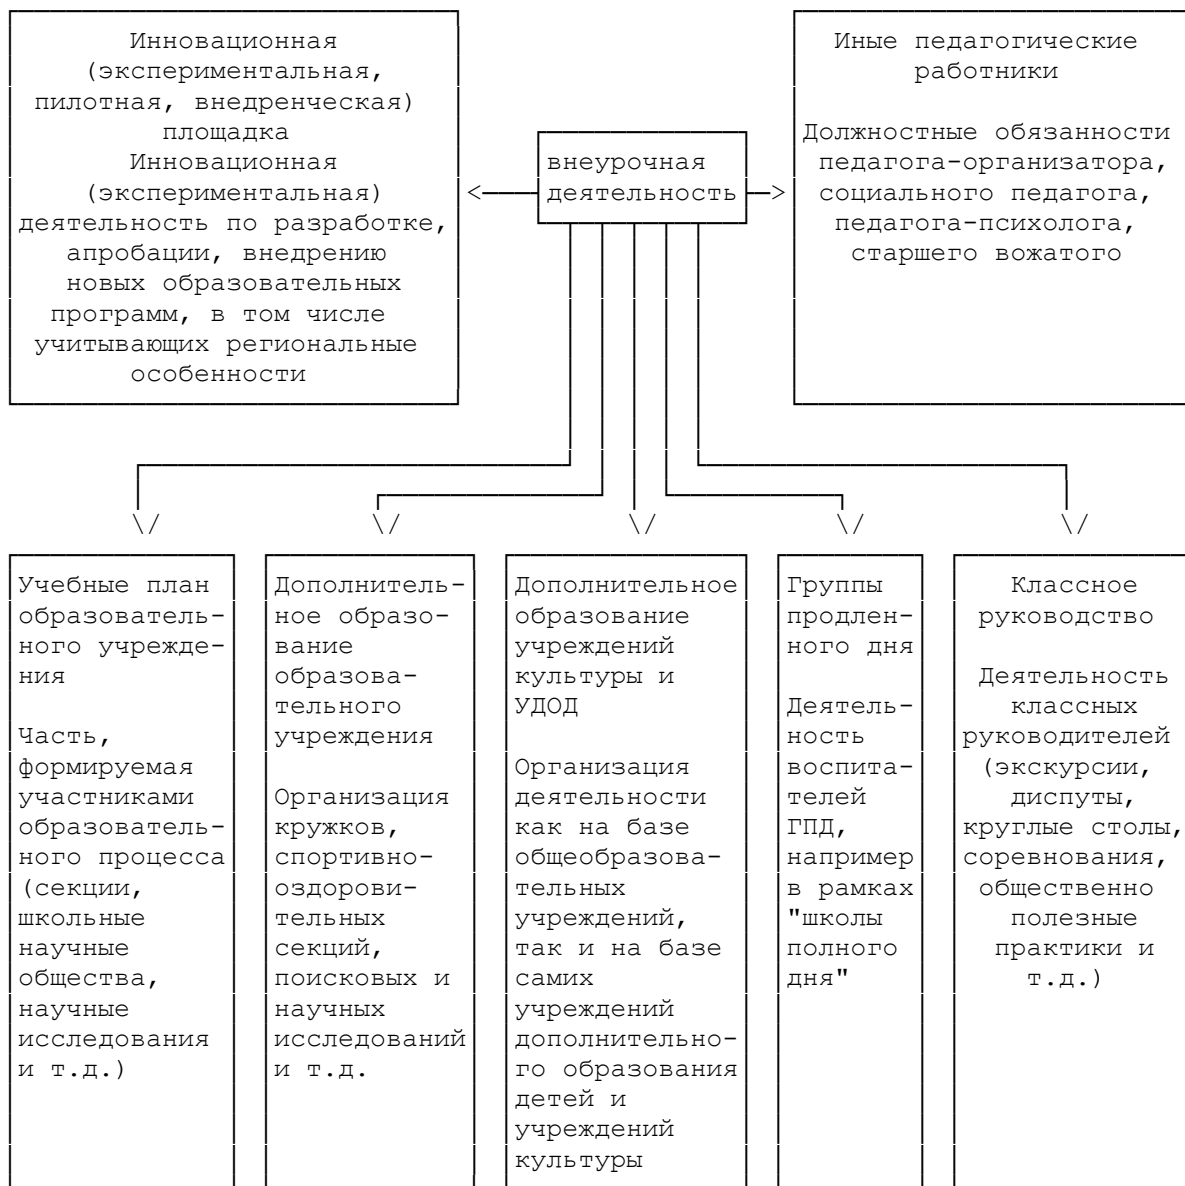 Инновационная
(экспериментальная,
пилотная, внедренческая)
площадка
Инновационная
(экспериментальная)
деятельность по разработке,
апробации, внедрению
новых образовательных
программ, в том числе
учитывающих региональные
особенности
внеурочная
деятельность
Иные педагогические
работники
Должностные обязанности
педагога-организатора,
социального педагога,
педагога-психолога,
старшего вожатого
Учебные план
образователь-
ного учрежде-
ния
Часть,
формируемая
участниками
образователь-
ного процесса
(секции,
школьные
научные
общества,
научные
исследования
и т.д.)
Дополнитель-
ное образо-
вание
образова-
тельного
учреждения
Организация
кружков,
спортивно-
оздорови-
тельных
секций,
поисковых и
научных
исследований
и т.д.
Дополнительное
образование
учреждений
культуры и
УДОД
Организация
деятельности
как на базе
общеобразова-
тельных
учреждений,
так и на базе
самих
учреждений
дополнительно-
го образования
детей и
учреждений
культуры
Группы
продлен-
ного дня
Деятель-
ность
воспита-
телей
ГПД,
например
в рамках
"школы
полного
дня"
Классное
руководство
Деятельность
классных
руководителей
(экскурсии,
диспуты,
круглые столы,
соревнования,
общественно
полезные
практики и
т.д.)